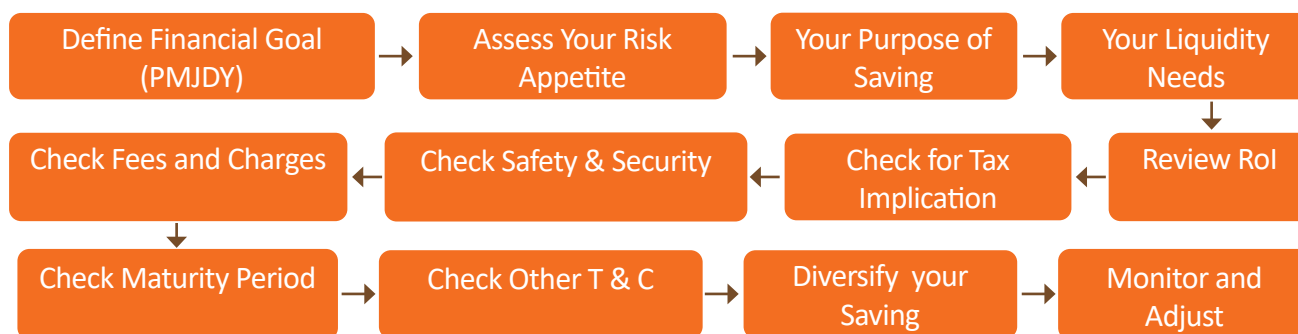 Define Financial Goal
(PMJDY)
Assess Your Risk
Appetite
Your Purpose of
Saving
Your Liquidity
Needs
Review RoI
Check for Tax
Implication
Check Safety & Security
Check Fees and Charges
Check Maturity Period
Check Other T & C
Diversify your
Saving
Monitor and
Adjust